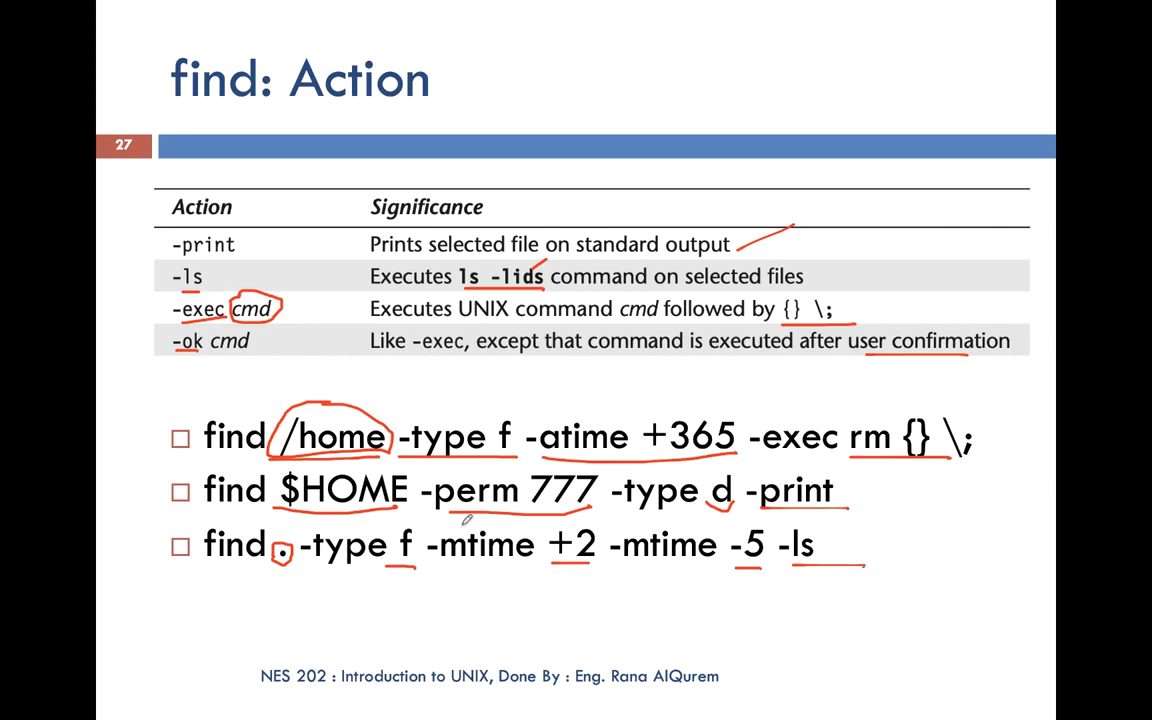 find: Action
27
Action Significance
-print Prints selected file on standard output
-ls Executes ls -lids command on selected files
-exec cmd Executes UNIX command cmd followed by {} \;
-ok cmd Like -exec, except that command is executed after user confirmation
find /home -type f -atime +365 -exec rm {} \;
find $HOME -perm 777 -type d -print
find . -type f -mtime +2 -mtime -5 -ls
NES 202 : Introduction to UNIX, Done By : Eng. Rana AlQurem